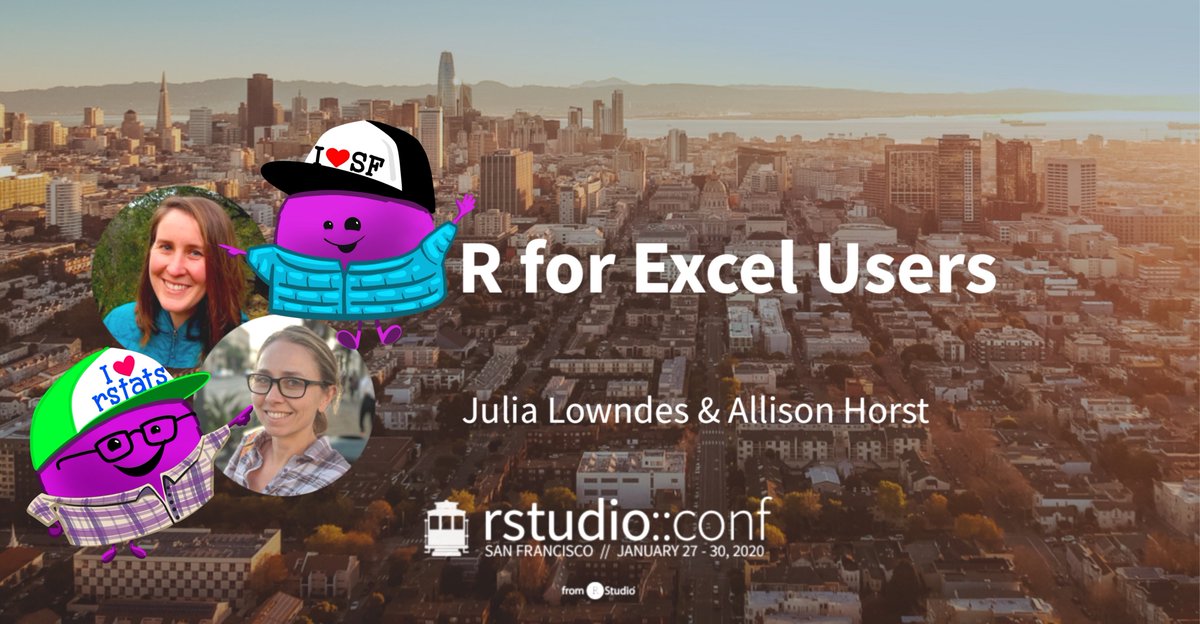 I ❤ SF
R for Excel Users
I ❤
rstats
Julia Lowndes & Allison Horst
rstudio::conf
SAN FRANCISCO // JANUARY 27 - 30, 2020
from R Studio